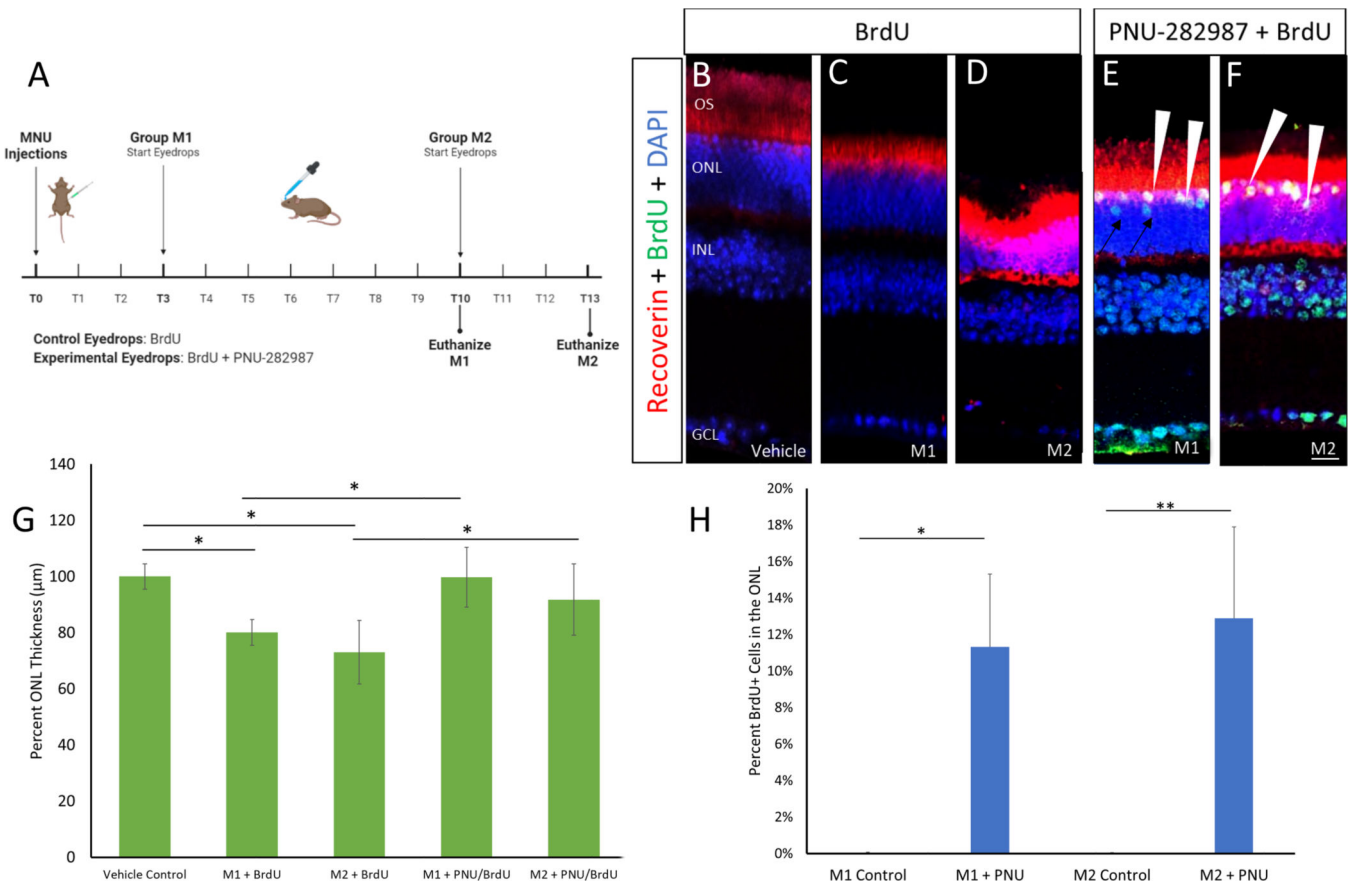 A
MNU
Injections
Group M1
Start Eyedrops
Group M2
Start Eyedrops
T0 T1 T2 T3 T4 T5 T6 T7 T8 T9 T10 T11 T12 T13
Control Eyedrops: BrdU
Experimental Eyedrops: BrdU + PNU-282987
Euthanize
M1
Euthanize
M2
BrdU
PNU-282987 + BrdU
Recoverin + BrdU + DAPI
B
OS
ONL
INL
GCL
Vehicle
C
M1
D
M2
E
M1
F
M2
G
Percent ONL Thickness (µm)
140
120
100
80
60
40
20
0
*
*
*
*
Vehicle Control
M1 + BrdU
M2 + BrdU
M1 + PNU/BrdU
M2 + PNU/BrdU
H
Percent BrdU+ Cells in the ONL
20%
18%
16%
14%
12%
10%
8%
6%
4%
2%
0%
*
**
M1 Control
M1 + PNU
M2 Control
M2 + PNU